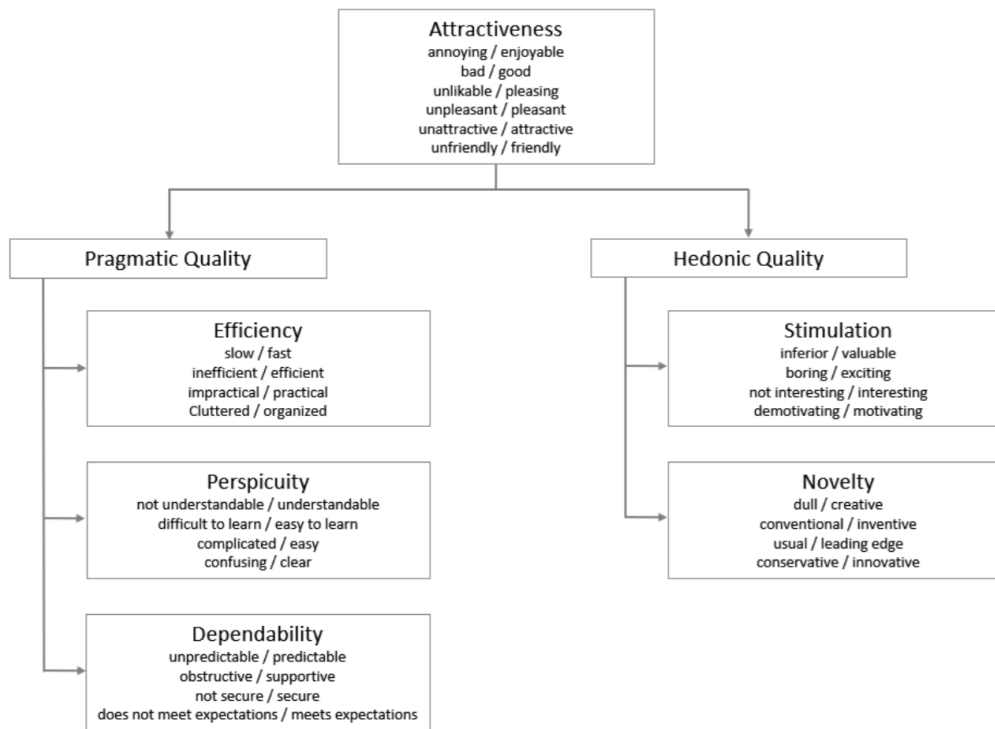 Attractiveness
annoying / enjoyable
bad / good
unlikable / pleasing
unpleasant / pleasant
unattractive / attractive
unfriendly / friendly
Pragmatic Quality
Efficiency
slow / fast
inefficient / efficient
impractical / practical
Cluttered / organized
Perspicuity
not understandable / understandable
difficult to learn / easy to learn
complicated / easy
confusing / clear
Dependability
unpredictable / predictable
obstructive / supportive
not secure / secure
does not meet expectations / meets expectations
Hedonic Quality
Stimulation
inferior / valuable
boring / exciting
not interesting / interesting
demotivating / motivating
Novelty
dull / creative
conventional / inventive
usual / leading edge
conservative / innovative